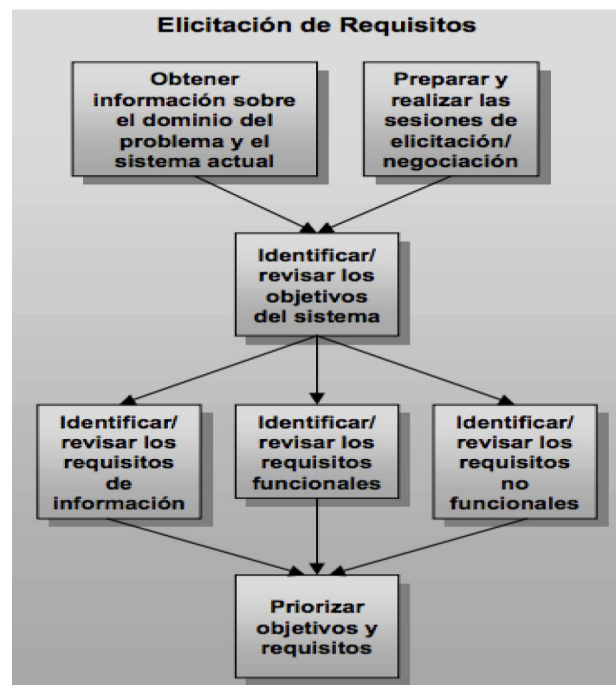 Elicitación de Requisitos
Obtener
información sobre
el dominio del
problema y el
sistema actual
Preparar y
realizar las
sesiones de
elicitación/
negociación
Identificar/
revisar los
objetivos
del sistema
Identificar/
revisar los
requisitos
de
información
Identificar/
revisar los
requisitos
funcionales
Identificar/
revisar los
requisitos
no
funcionales
Priorizar
objetivos y
requisitos